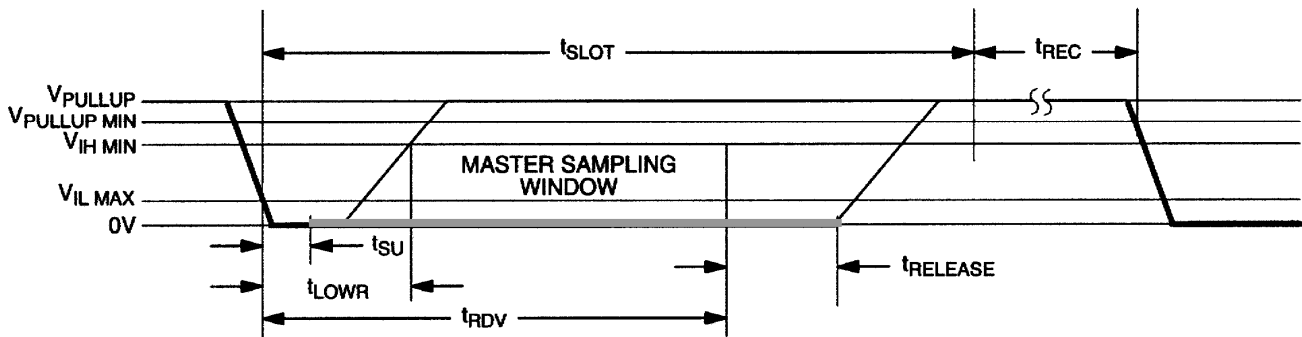 tSLOT
tREC
VPULLUP
VPULLUP MIN
VIH MIN
MASTER SAMPLING
WINDOW
VIL MAX
0V
tSU
tRELEASE
tLOWR
tRDV